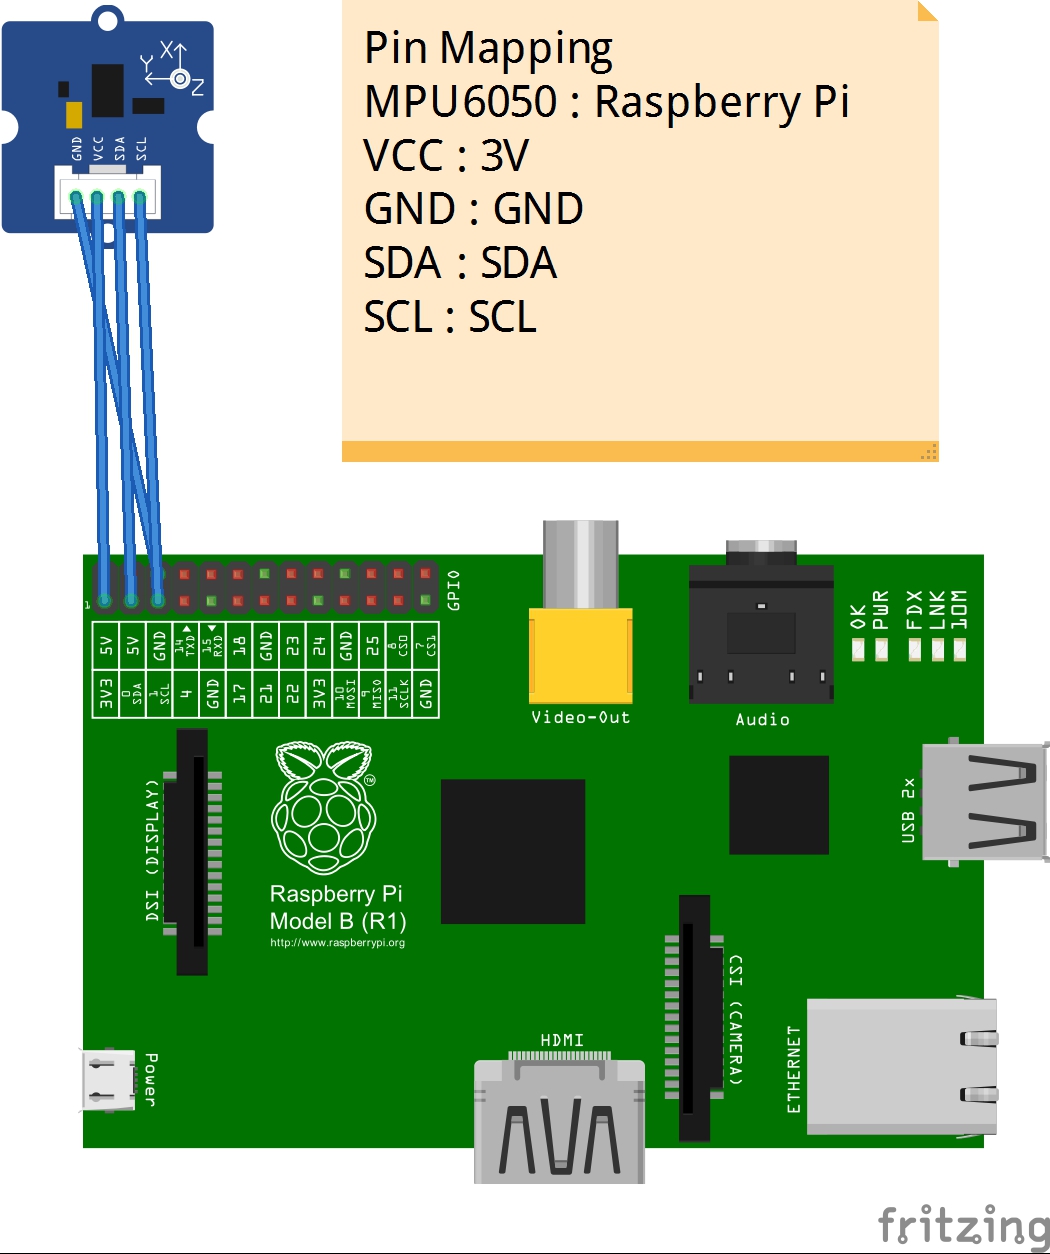 X
Y
Z
GND VCC SDA SCL
Pin Mapping
MPU6050 : Raspberry Pi
VCC : 3V
GND : GND
SDA : SDA
SCL : SCL
1
GPIO
5V 5V GND 14 TXD 15 RXD 18 GND 23 24 GND 25 8 CS0 7 CS1
3V3 0 SDA 1 SCL 4 GND 17 21 22 3V3 10 MOSI 9 MISO 11 SCLK GND
OK PWR FDX LNK 10M
Video-Out
Audio
USB 2x
DSI (DISPLAY)
TM
Raspberry Pi
Model B (R1)
http://www.raspberrypi.org
CSI (CAMERA)
HDMI
ETHERNET
Power
fritzing